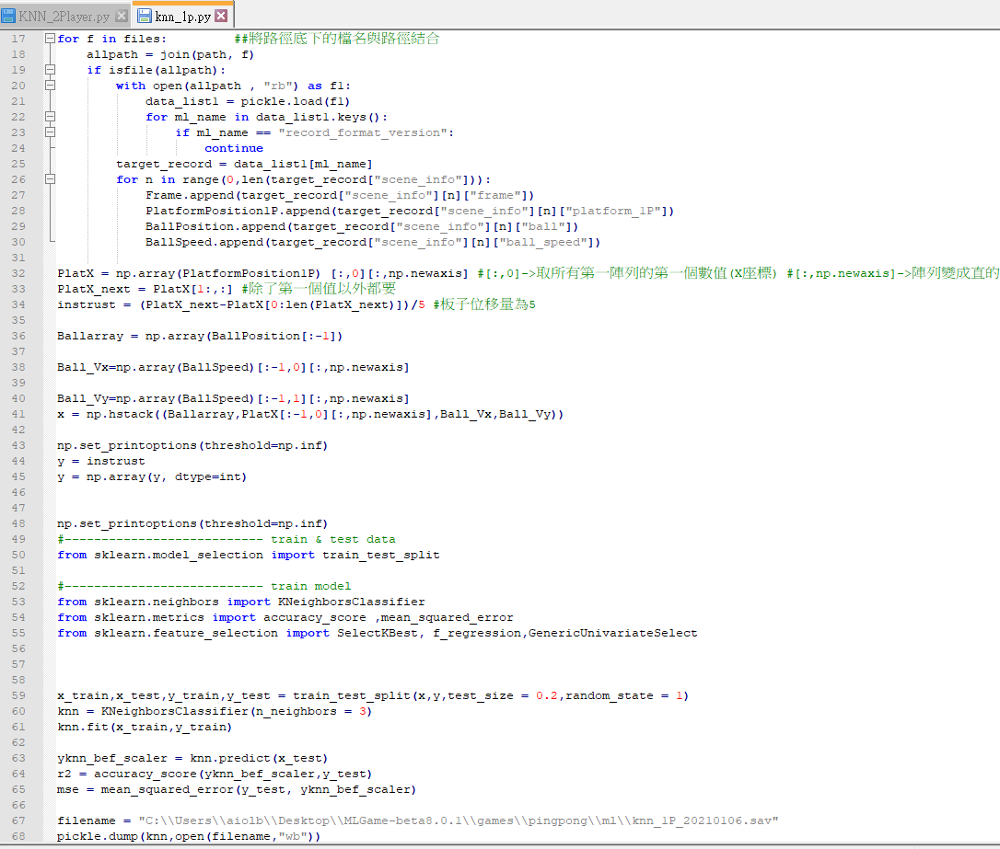 KNN_2Player.py knn_1p.py
17 for f in files: ##將路徑底下的檔名與路徑結合
18 allpath = join(path, f)
19 if isfile(allpath):
20 with open(allpath , "rb") as f1:
21 data_list1 = pickle.load(f1)
22 for ml_name in data_list1.keys():
23 if ml_name == "record_format_version":
24 continue
25 target_record = data_list1[ml_name]
26 for n in range(0,len(target_record["scene_info"])):
27 Frame.append(target_record["scene_info"][n]["frame"])
28 PlatformPosition1P.append(target_record["scene_info"][n]["platform_1P"])
29 BallPosition.append(target_record["scene_info"][n]["ball"])
30 BallSpeed.append(target_record["scene_info"][n]["ball_speed"])
31
32 PlatX = np.array(PlatformPosition1P) [:,0][:,np.newaxis] #[:,0]->取所有第一陣列的第一個數值(X座標) #[:,np.newaxis]->陣列變成直的
33 PlatX_next = PlatX[1:,:] #除了第一個值以外都要
34 instrust = (PlatX_next-PlatX[0:len(PlatX_next)])/5 #板子位移量為5
35
36 Ballarray = np.array(BallPosition[:-1])
37
38 Ball_Vx=np.array(BallSpeed)[:-1,0][:,np.newaxis]
39
40 Ball_Vy=np.array(BallSpeed)[:-1,1][:,np.newaxis]
41 x = np.hstack((Ballarray,PlatX[:-1,0][:,np.newaxis],Ball_Vx,Ball_Vy))
42
43 np.set_printoptions(threshold=np.inf)
44 y = instrust
45 y = np.array(y, dtype=int)
46
47
48 np.set_printoptions(threshold=np.inf)
49 #--------------------------- train & test data
50 from sklearn.model_selection import train_test_split
51
52 #--------------------------- train model
53 from sklearn.neighbors import KNeighborsClassifier
54 from sklearn.metrics import accuracy_score ,mean_squared_error
55 from sklearn.feature_selection import SelectKBest, f_regression,GenericUnivariateSelect
56
57
58
59 x_train,x_test,y_train,y_test = train_test_split(x,y,test_size = 0.2,random_state = 1)
60 knn = KNeighborsClassifier(n_neighbors = 3)
61 knn.fit(x_train,y_train)
62
63 yknn_bef_scaler = knn.predict(x_test)
64 r2 = accuracy_score(yknn_bef_scaler,y_test)
65 mse = mean_squared_error(y_test, yknn_bef_scaler)
66
67 filename = "C:\\Users\\aiolb\\Desktop\\MLGame-beta8.0.1\\games\\pingpong\\ml\\knn_1P_20210106.sav"
68 pickle.dump(knn,open(filename,"wb"))